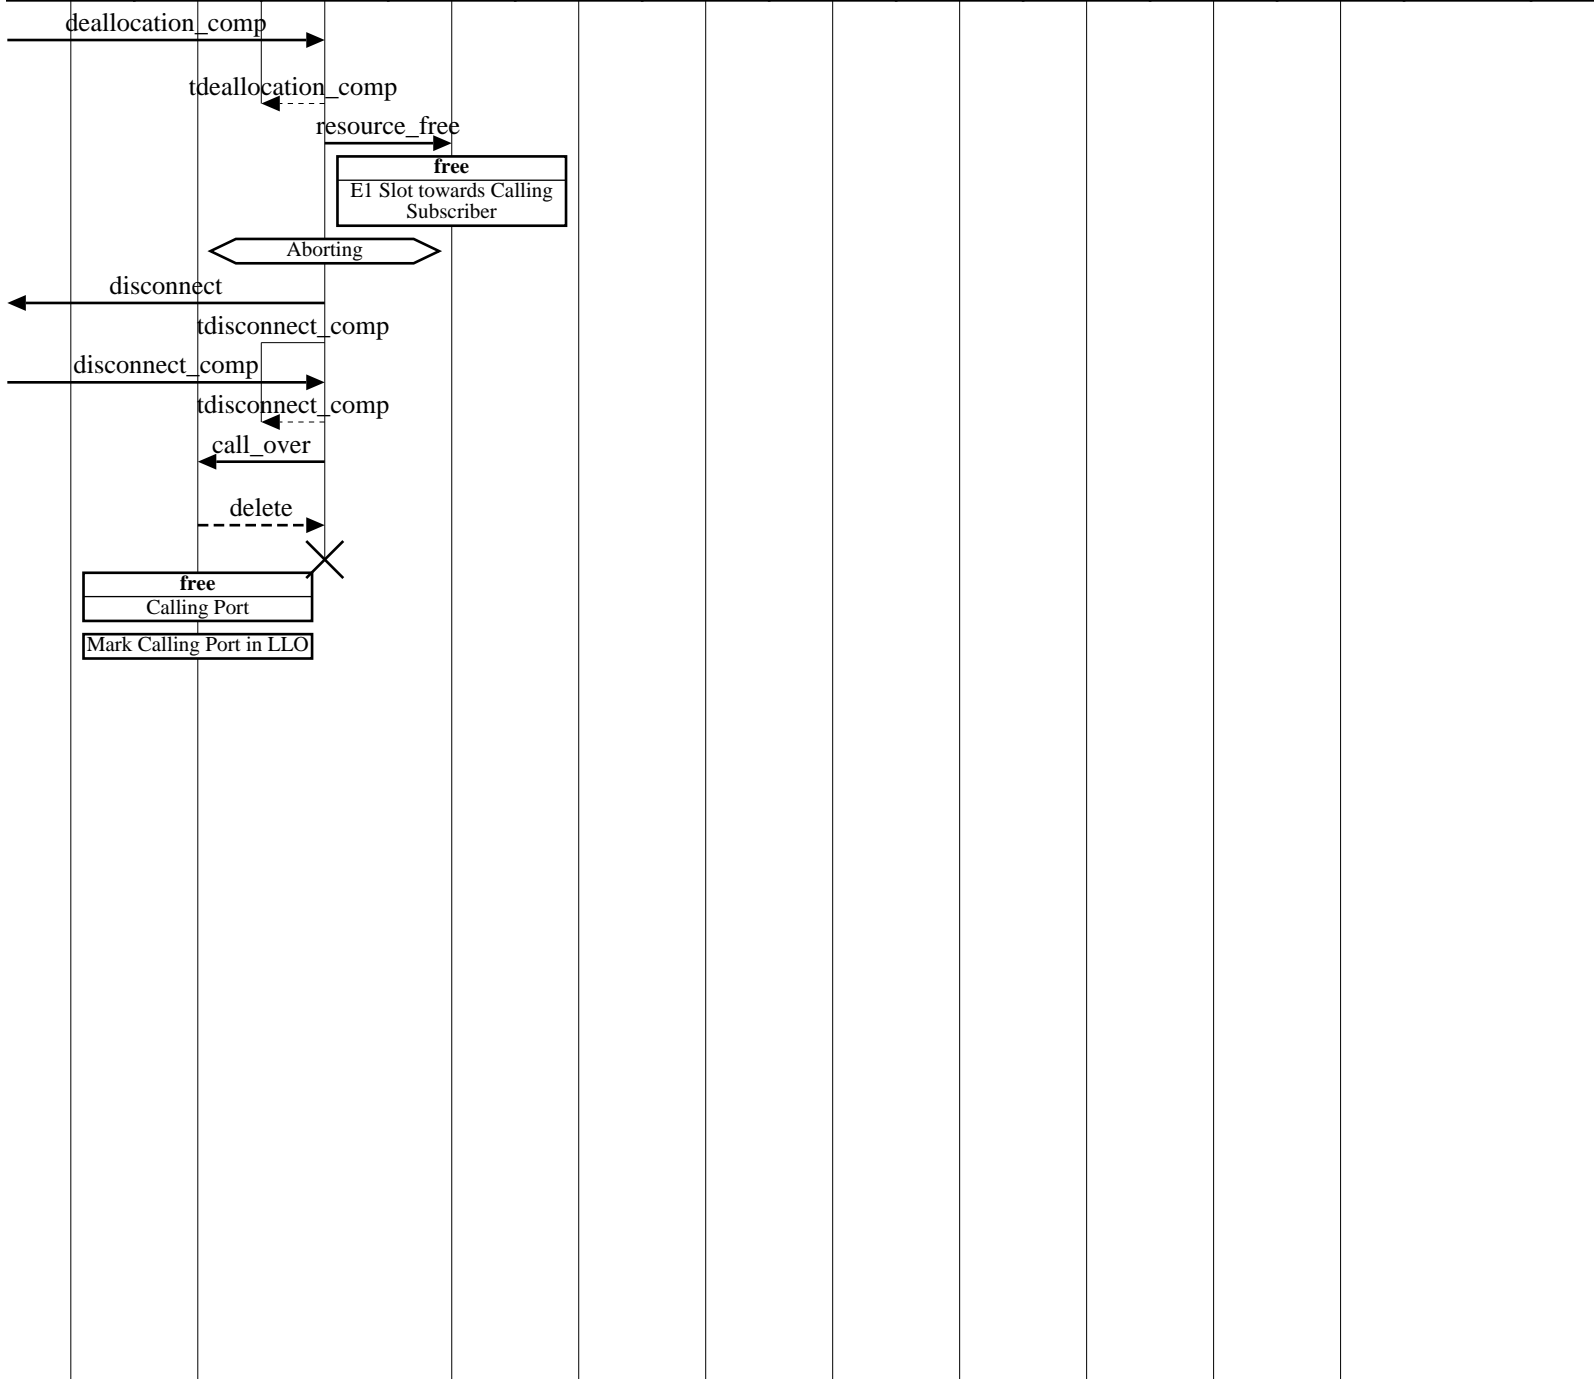 deallocation_comp
tdeallocation_comp
resource_free
free
E1 Slot towards Calling
Subscriber
Aborting
disconnect
tdisconnect_comp
disconnect_comp
tdisconnect_comp
call_over
delete
free
Calling Port
Mark Calling Port in LLO